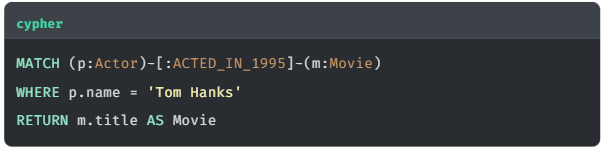 cypher
MATCH (p:Actor)-[:ACTED_IN_1995]-(m:Movie)
WHERE p.name = 'Tom Hanks'
RETURN m.title AS Movie